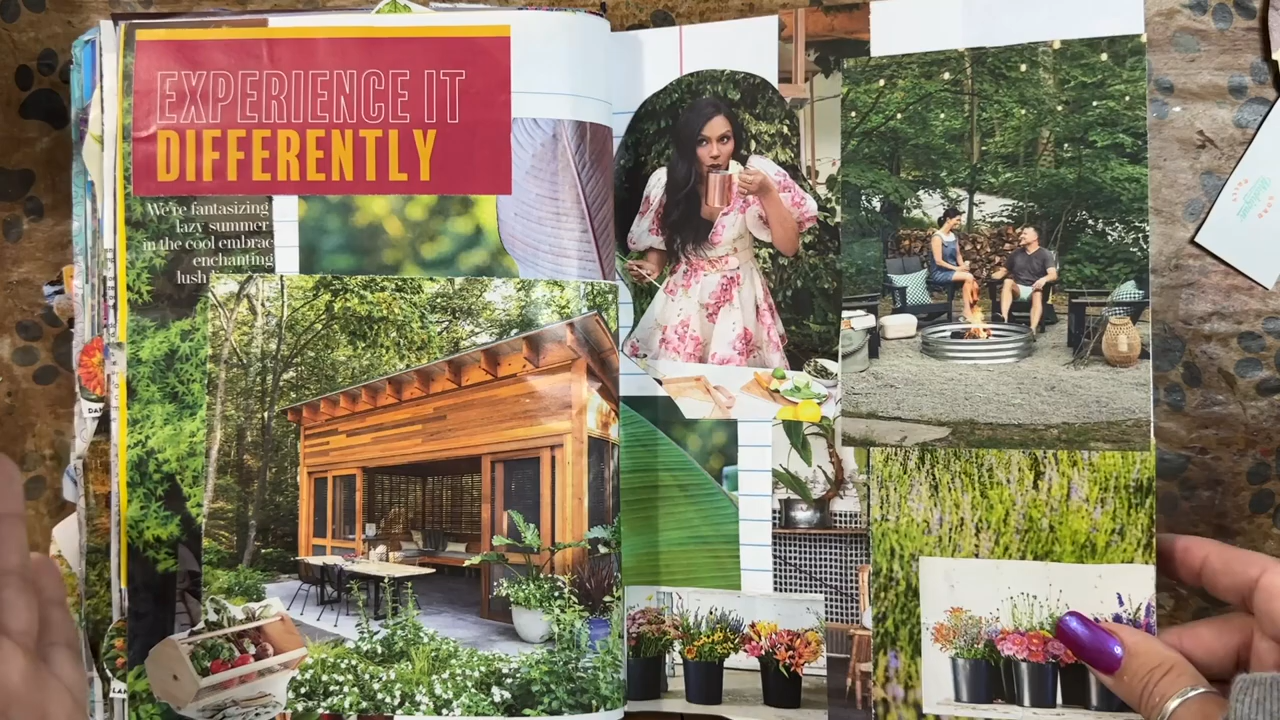 EXPERIENCE IT
DIFFERENTLY
We're fantasizing
lazy summer
in the cool embrac
enchanting
lush